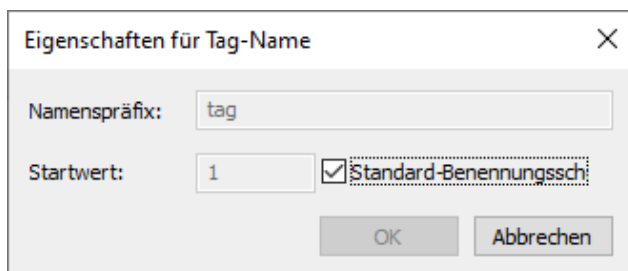 Eigenschaften für Tag-Name
Namenspräfix: tag
Startwert: 1 Standard-Benennungssch
OK Abbrechen